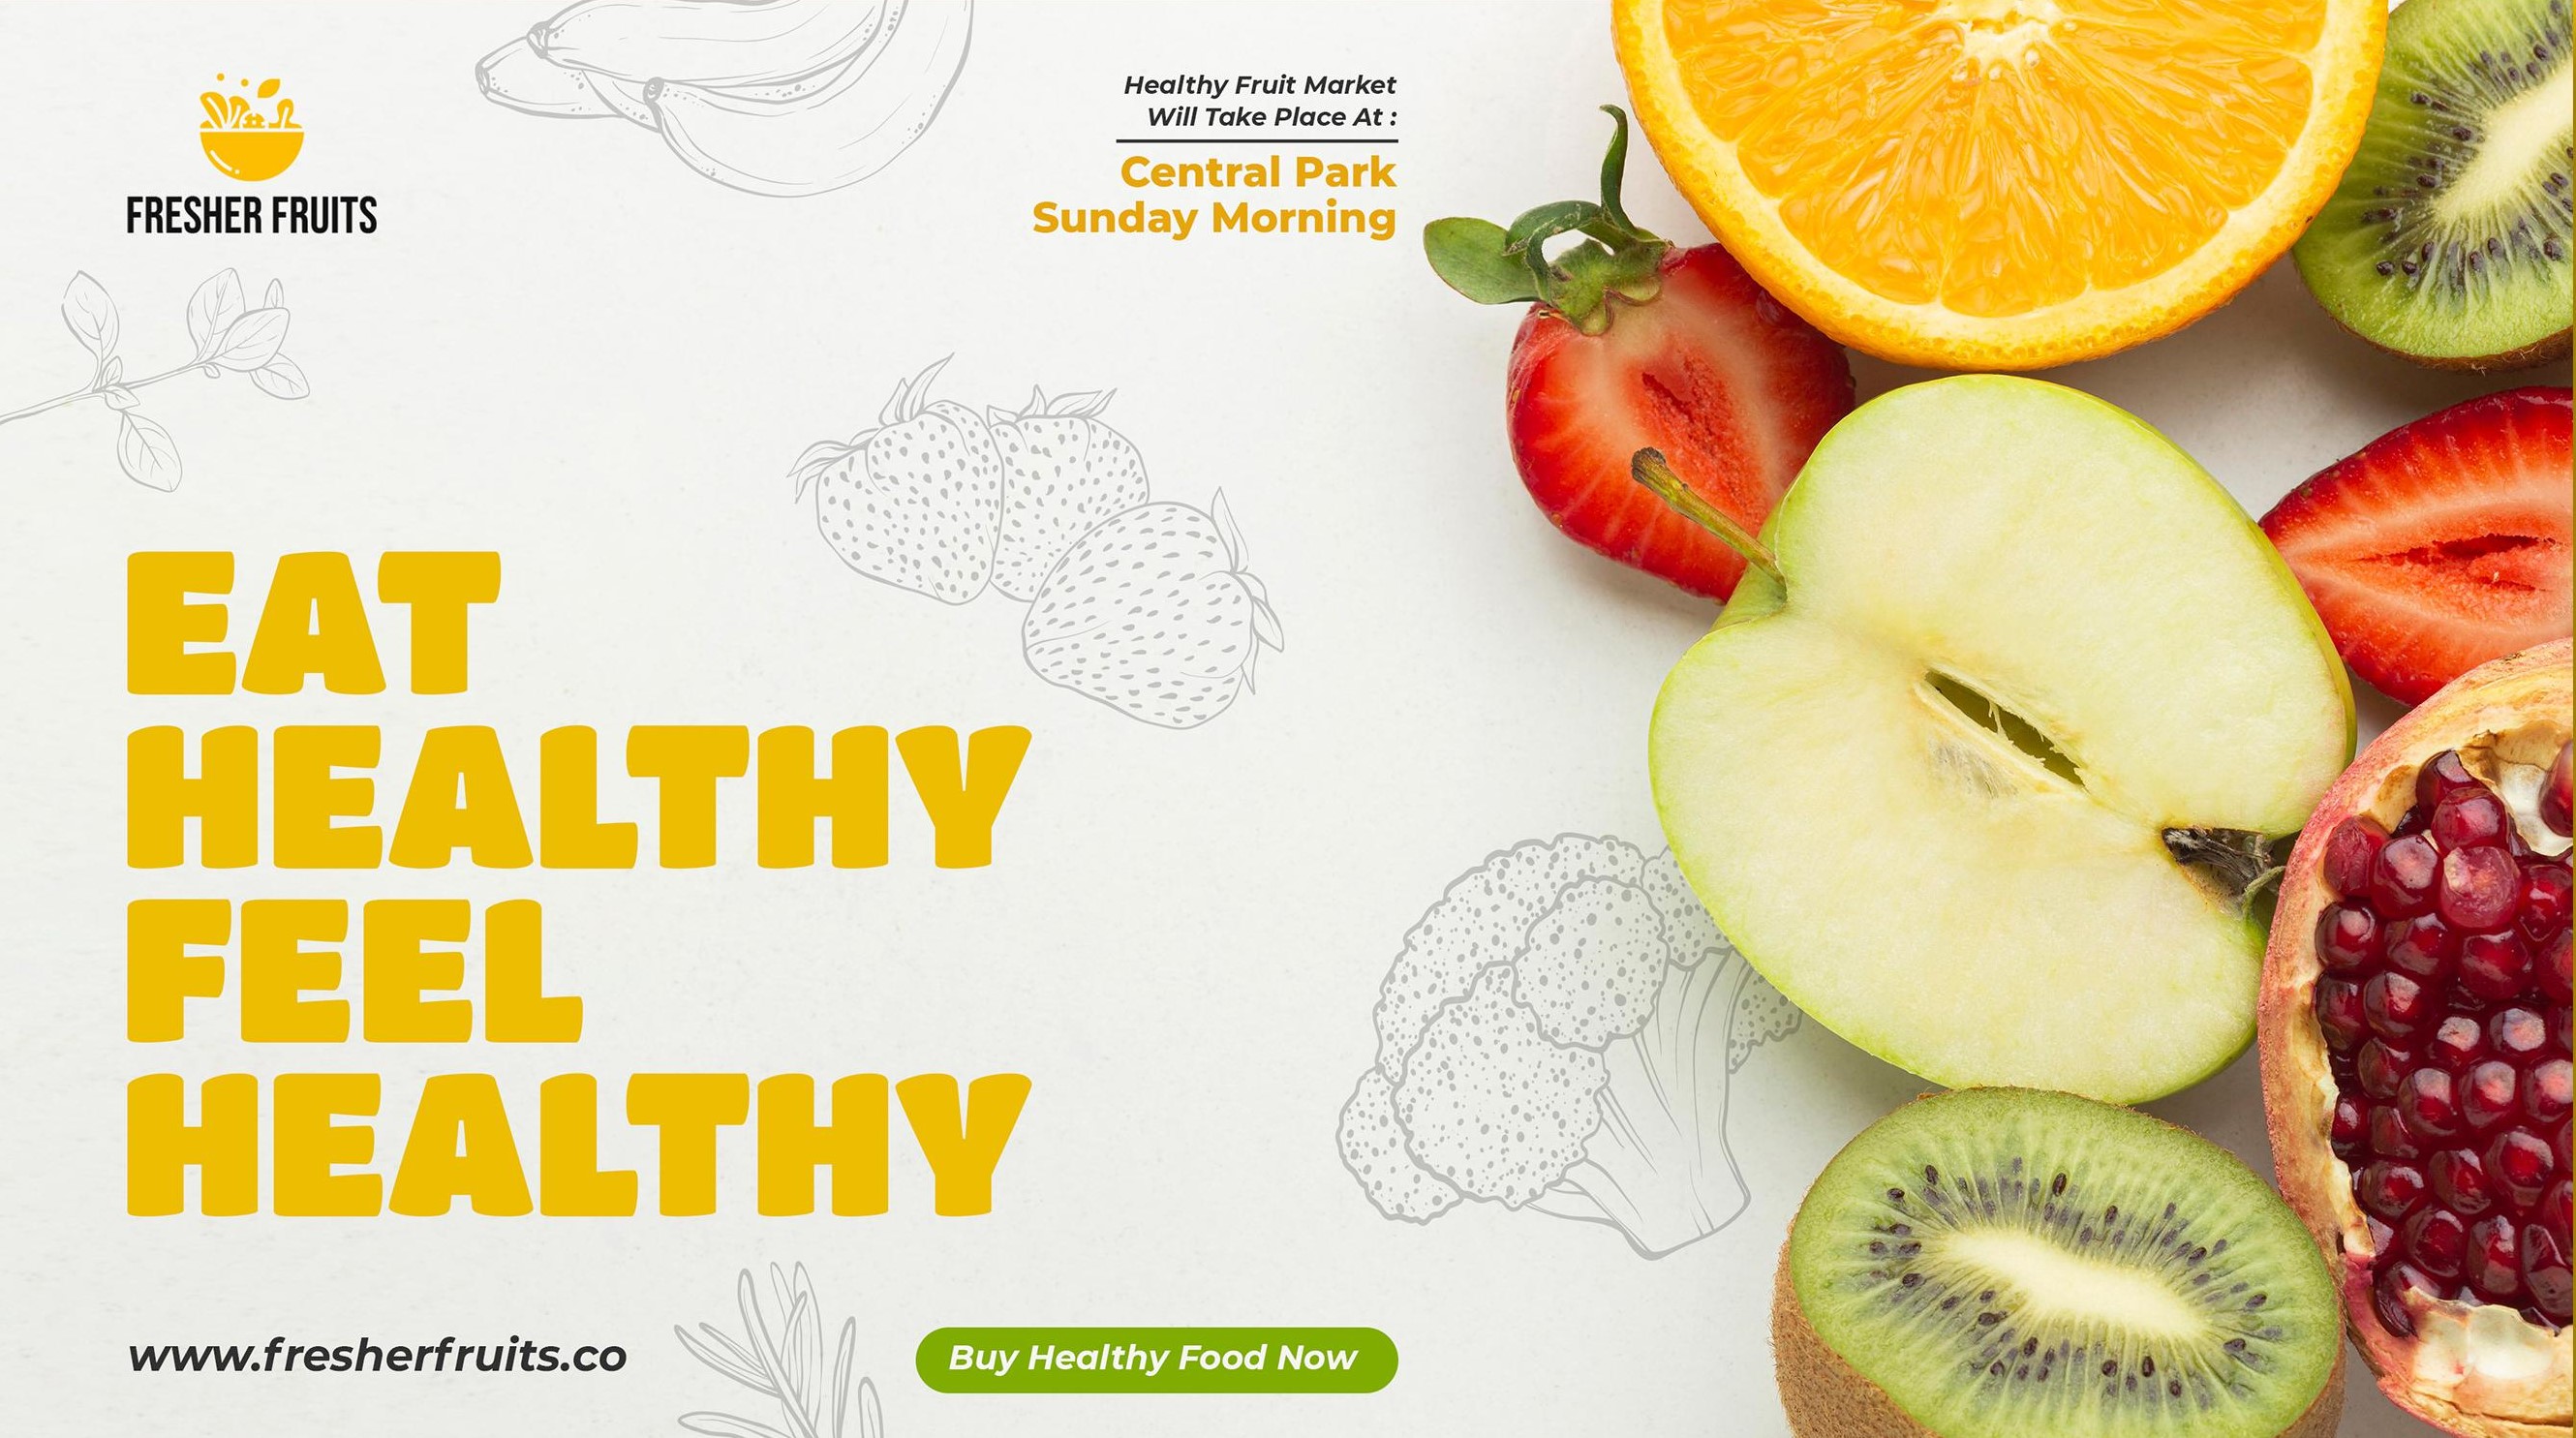 FRESHER FRUITS
Healthy Fruit Market
Will Take Place At :
Central Park
Sunday Morning
EAT
HEALTHY
FEEL
HEALTHY
www.fresherfruits.co
Buy Healthy Food Now